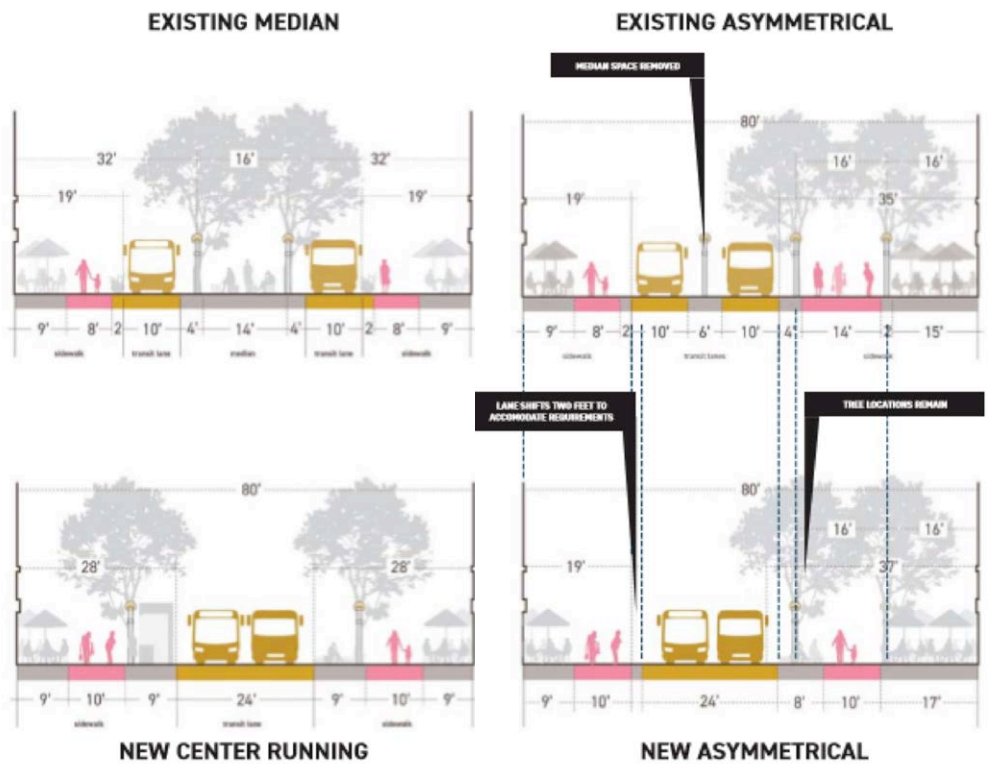 EXISTING MEDIAN
EXISTING ASYMMETRICAL
MEDIAN SPACE REMOVED
32' 16' 32'
19' 19'
80'
16' 16'
19' 35'
9' 8' 2 10' 4' 14' 4' 10' 2 8' 9'
sidewalk transit lane median transit lane sidewalk
9' 8' 2' 10' 6' 10' 4' 14' 2 15'
sidewalk transit lanes sidewalk
LANE SHIFTS TWO FEET TO
ACCOMODATE REQUIREMENTS
TREE LOCATIONS REMAIN
80'
28' 28'
80'
16' 16'
19' 37'
9' 10' 9' 24' 9' 10' 9'
sidewalk transit lane sidewalk
9' 10' 24' 8' 10' 17'
NEW CENTER RUNNING
NEW ASYMMETRICAL